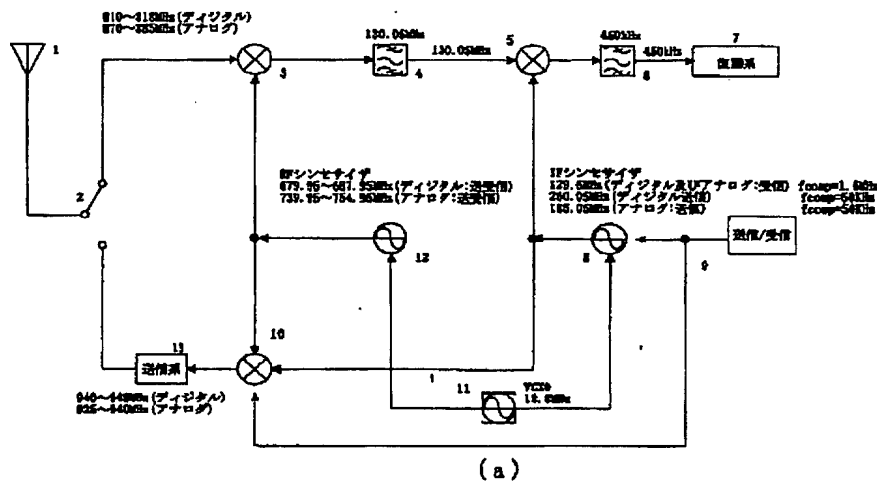 810~818MHz(ディジタル)
870~885MHz(アナログ)
1
2
3
130.05MHz
4
130.05MHz
5
450kHz
6
450kHz
7
復調系
RFシンセサイザ
679.95~687.95MHz(ディジタル:送受信)
739.95~754.95MHz(アナログ:送受信)
12
IFシンセサイザ
129.6MHz(ディジタル及びアナログ:受信) fcomp=1.6MHz
260.05MHz(ディジタル送信) fcomp=50KHz
185.05MHz(アナログ:送信) fcomp=50KHz
8
9
送信/受信
10
13
送信系
940~948MHz(ディジタル)
925~940MHz(アナログ)
11
(a)